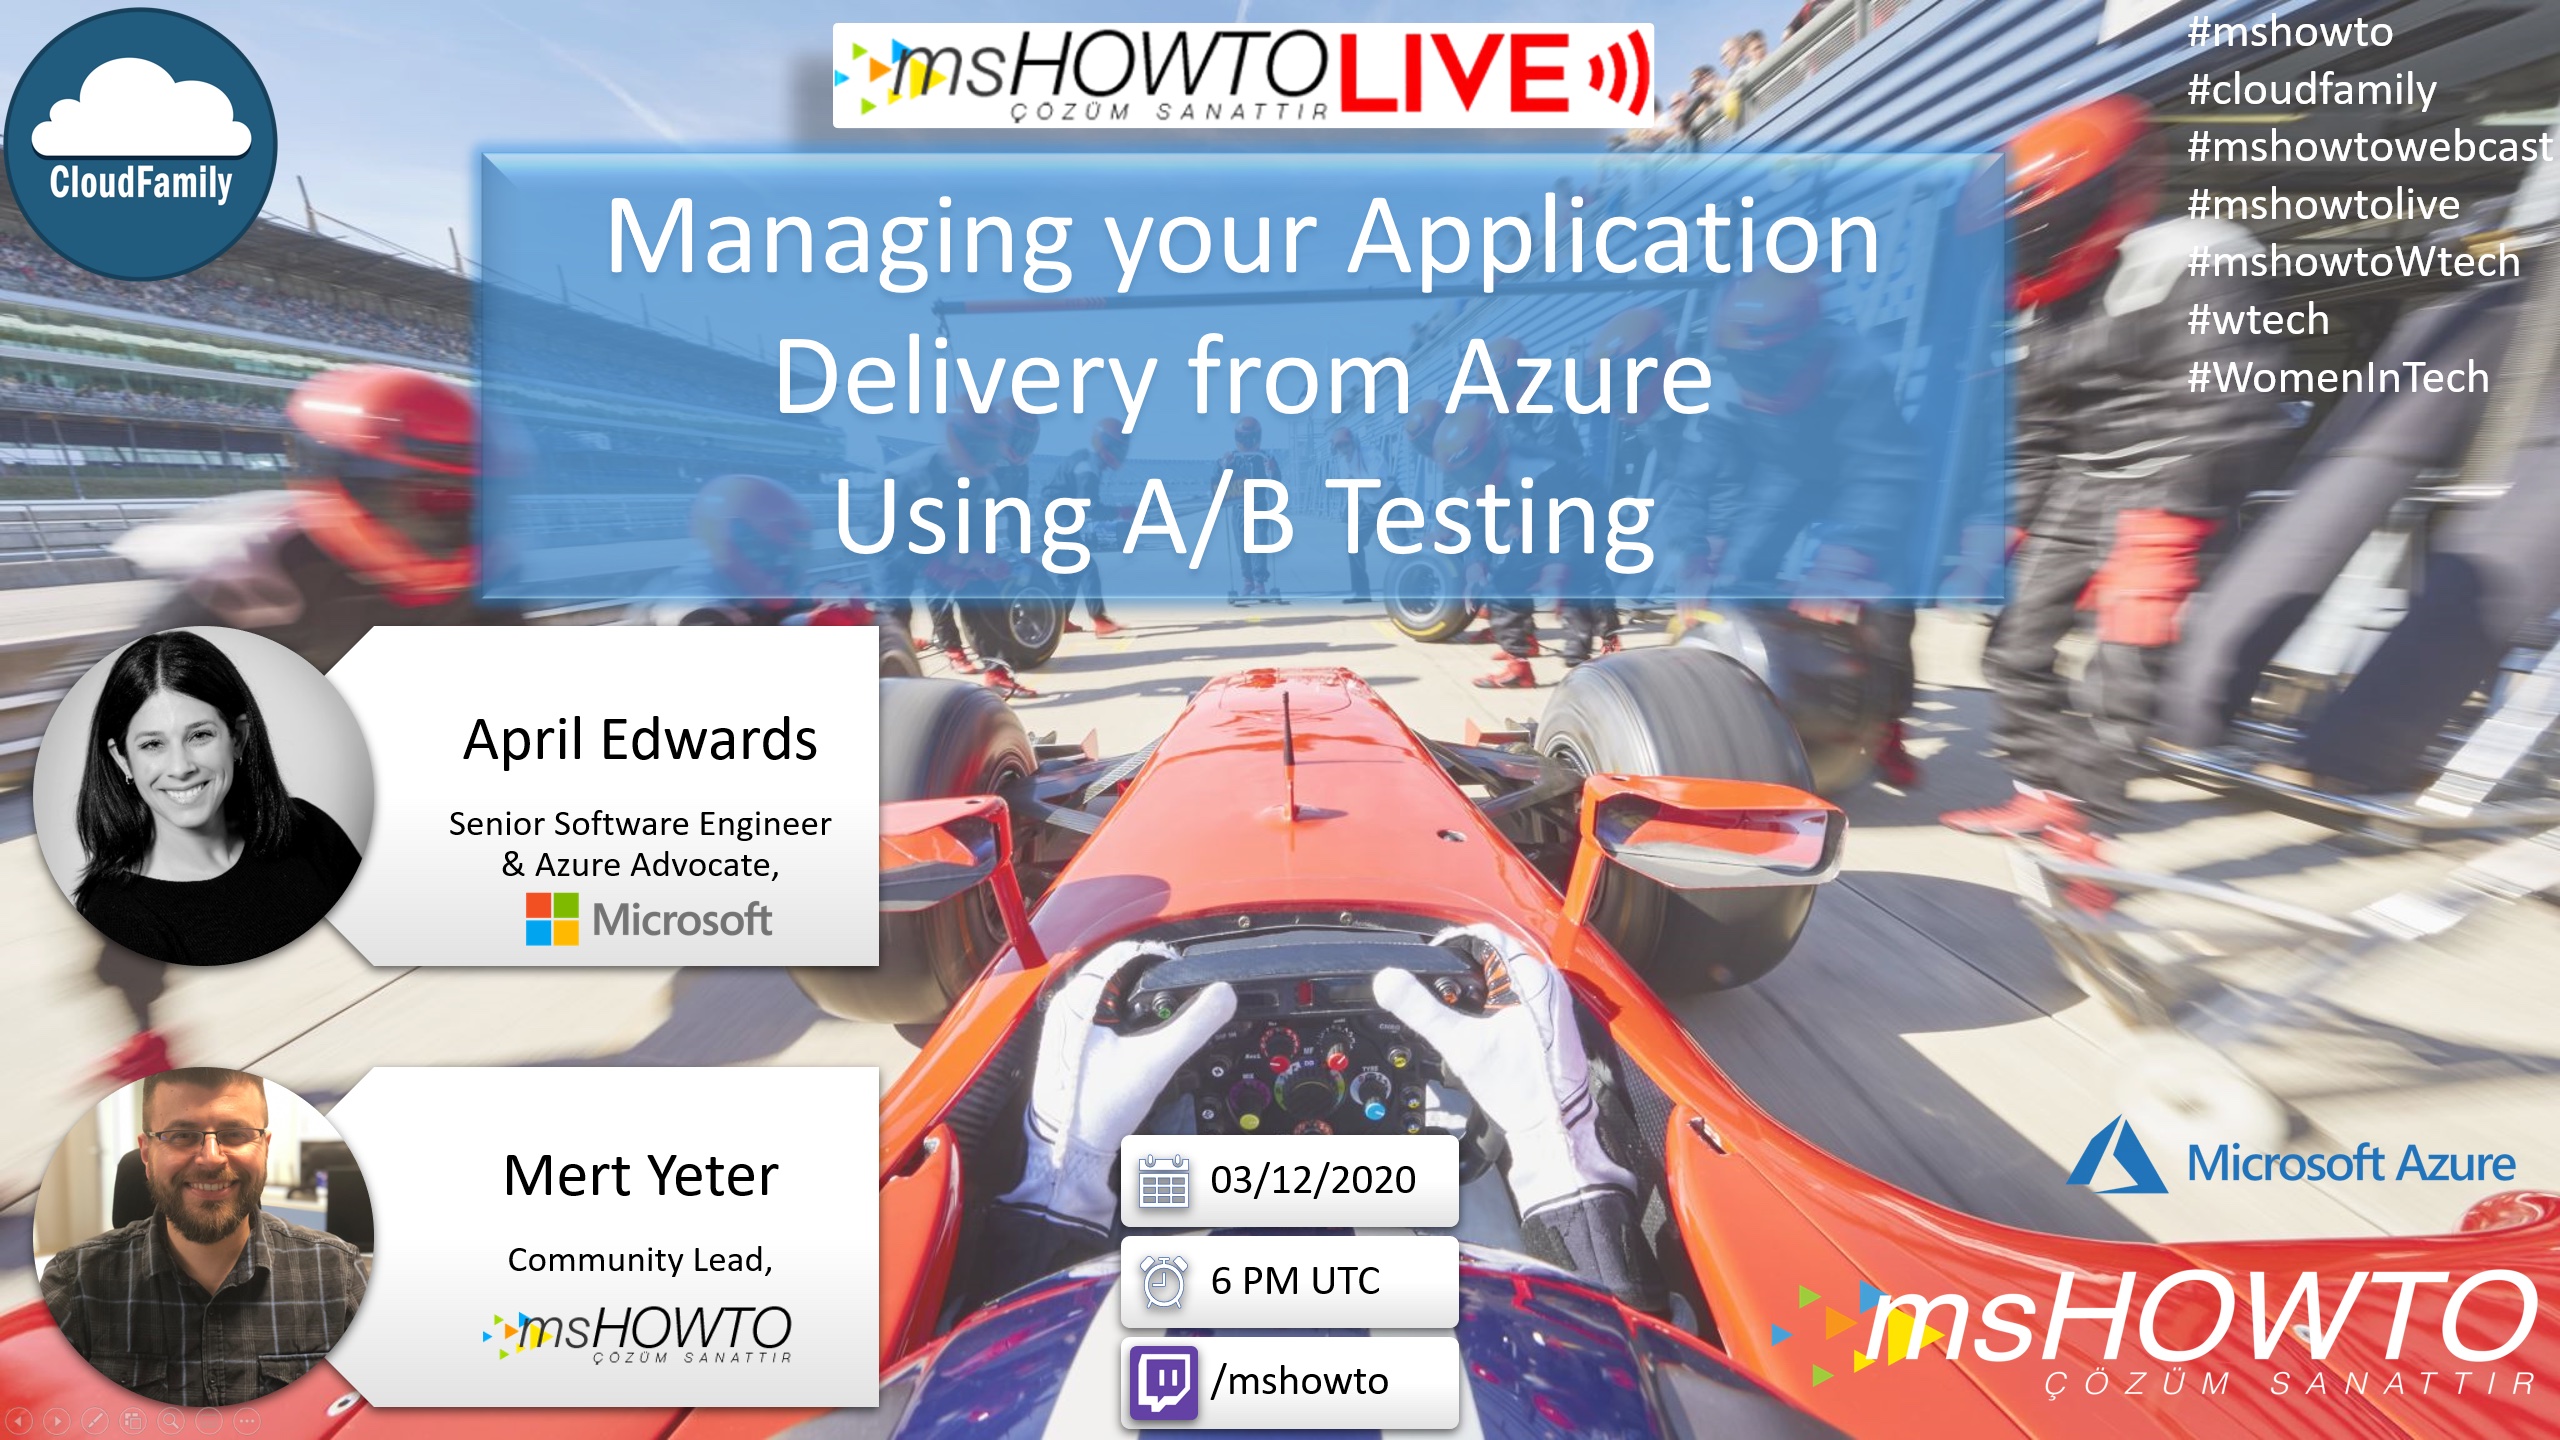 CloudFamily
msHOWTO LIVE
ÇÖZÜM SANATTIR
#mshowto
#cloudfamily
#mshowtowebcast
#mshowtolive
#mshowtoWtech
#wtech
#WomenInTech
Managing your Application
Delivery from Azure
Using A/B Testing
April Edwards
Senior Software Engineer
& Azure Advocate,
Microsoft
Mert Yeter
Community Lead,
msHOWTO
ÇÖZÜM SANATTIR
03/12/2020
6 PM UTC
/mshowto
Microsoft Azure
msHOWTO
ÇÖZÜM SANATTIR